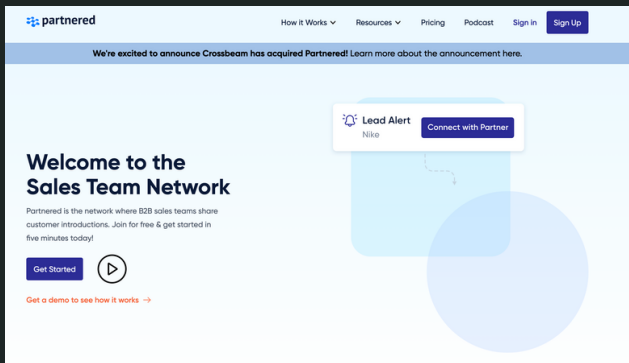 partnered
How it Works Resources Pricing Podcast Sign in Sign Up
We're excited to announce Crossbeam has acquired Partnered! Learn more about the announcement here.
Lead Alert
Nike
Connect with Partner
Welcome to the
Sales Team Network
Partnered is the network where B2B sales teams share
customer introductions. Join for free & get started in
five minutes today!
Get Started
Get a demo to see how it works →